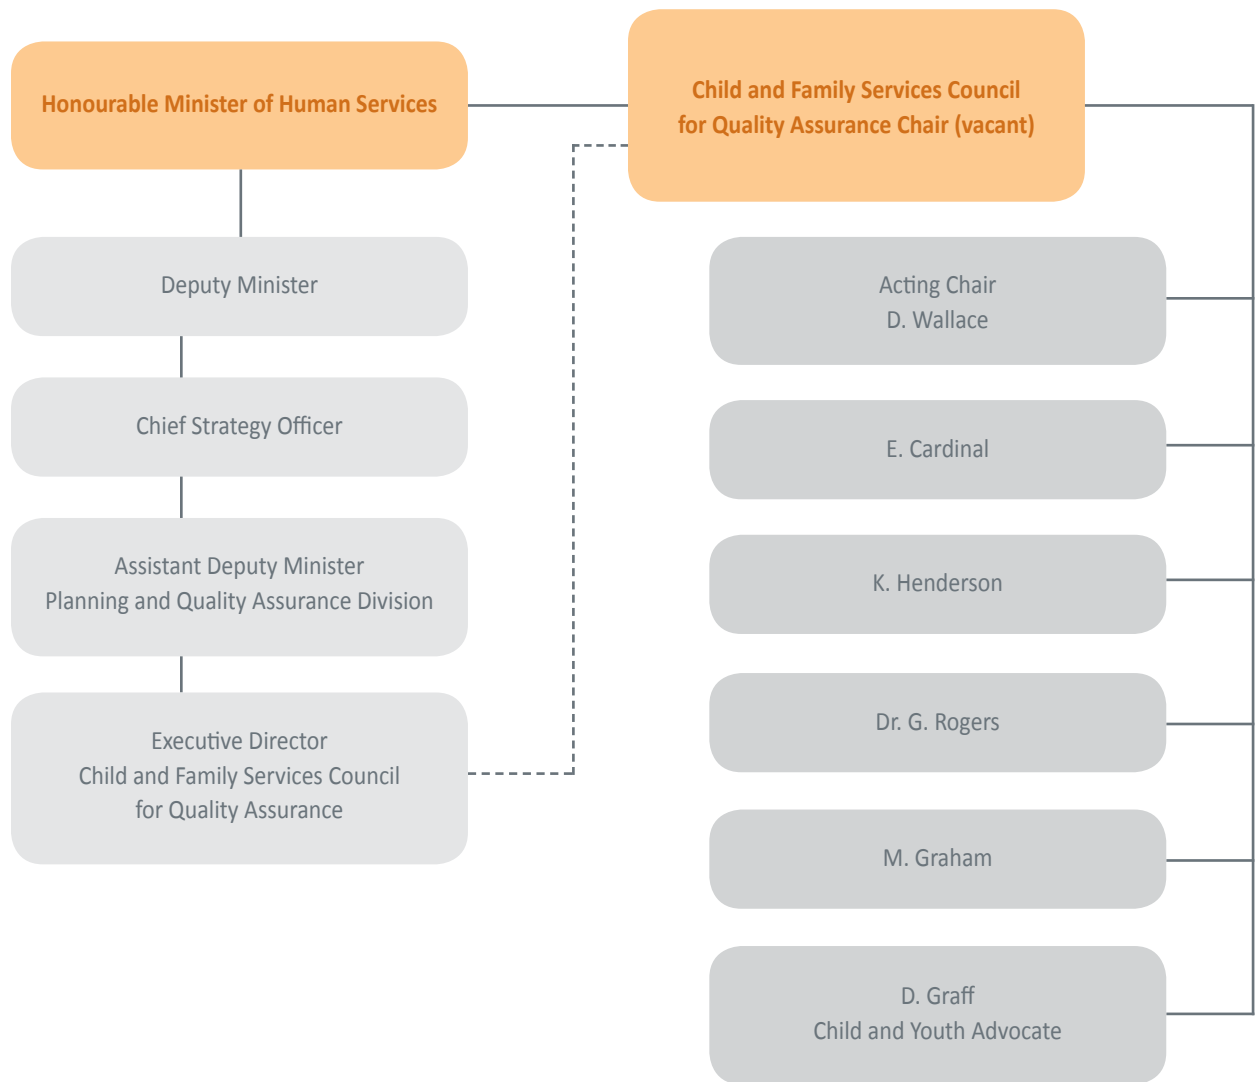 Honourable Minister of Human Services
Deputy Minister
Chief Strategy Officer
Assistant Deputy Minister
Planning and Quality Assurance Division
Executive Director
Child and Family Services Council
for Quality Assurance
Child and Family Services Council
for Quality Assurance Chair (vacant)
Acting Chair
D. Wallace
E. Cardinal
K. Henderson
Dr. G. Rogers
M. Graham
D. Graff
Child and Youth Advocate